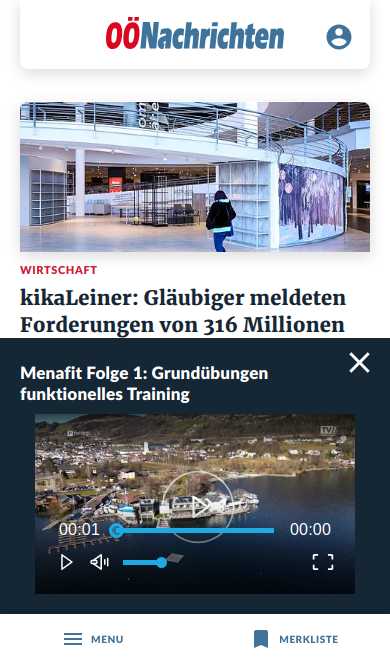 OÖNachrichten
WIRTSCHAFT
kikaLeiner: Gläubiger meldeten
Forderungen von 316 Millionen
Menafit Folge 1: Grundübungen
funktionelles Training
00:01
00:00
MENU
MERKLISTE